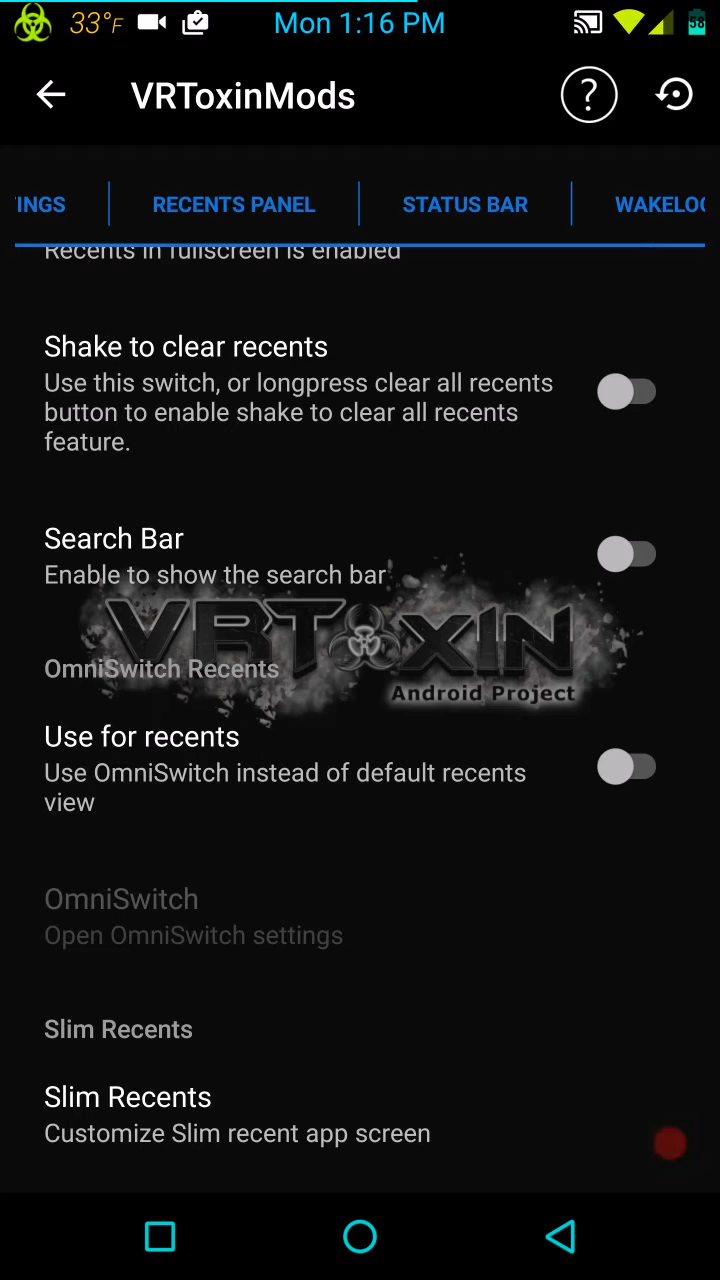 33°F
Mon 1:16 PM
58
VRToxinMods
?
INGS
RECENTS PANEL
STATUS BAR
WAKELOC
Recents in fullscreen is enabled
Shake to clear recents
Use this switch, or longpress clear all recents
button to enable shake to clear all recents
feature.
Search Bar
Enable to show the search bar
VRTOXIN
Android Project
OmniSwitch Recents
Use for recents
Use OmniSwitch instead of default recents
view
OmniSwitch
Open OmniSwitch settings
Slim Recents
Slim Recents
Customize Slim recent app screen